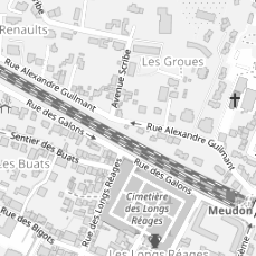 Renaults
Avenue Scribe
Les Groues
Rue Alexandre Guilmant
Rue Alexandre Guilmant
Rue des Galons
Sentier des Buats
Rue des Galons
Les Buats
Rue des Longs Réages
Cimetière
des Longs
Réages
Meudon
Rue des Bigots
Les Longs Réages